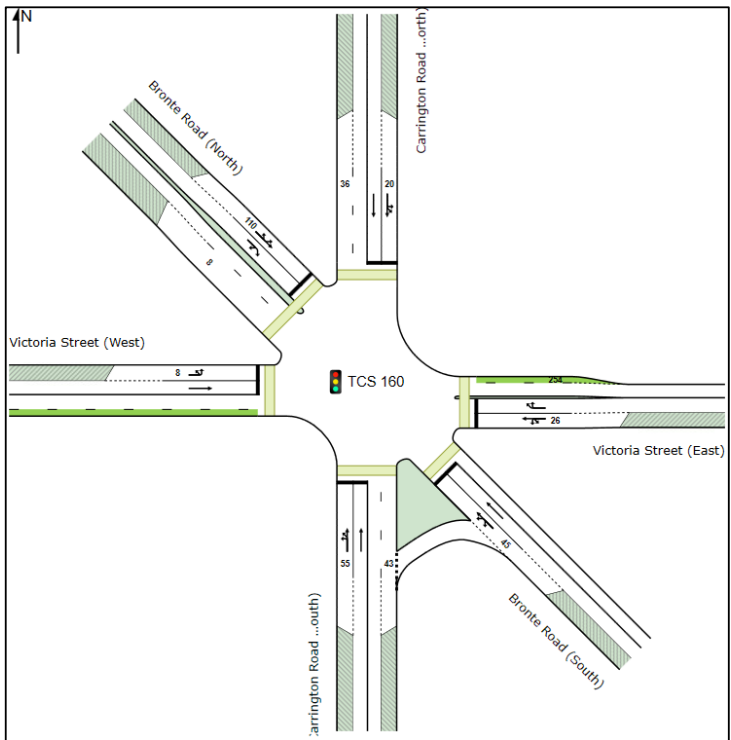 N
Bronte Road (North)
Carrington Road ...orth)
36
20
110
8
Victoria Street (West)
8
TCS 160
254
26
Victoria Street (East)
55
43
45
Bronte Road (South)
Carrington Road ...outh)